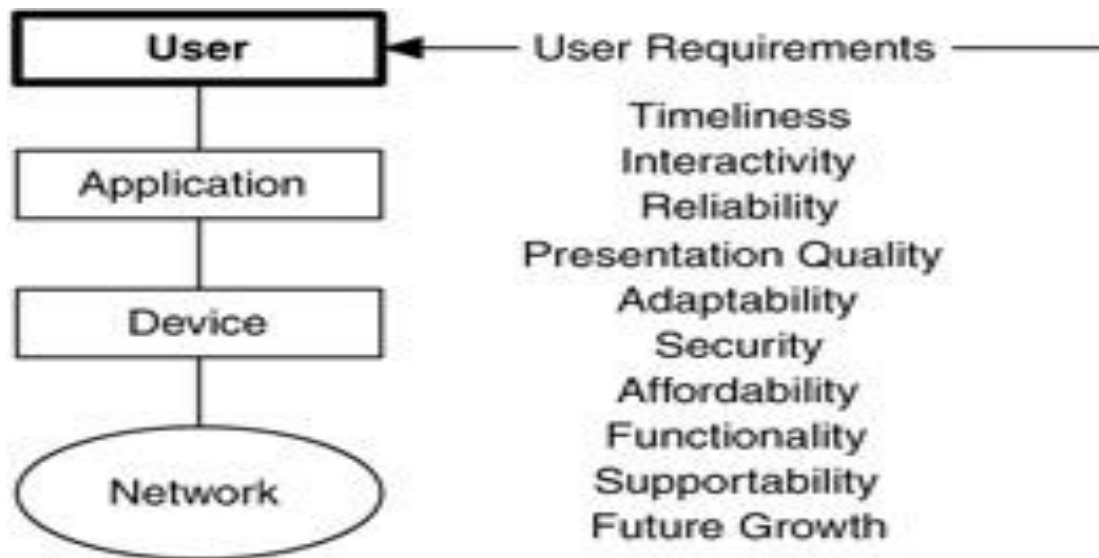 User
User Requirements
Timeliness
Application
Interactivity
Reliability
Presentation Quality
Device
Adaptability
Security
Affordability
Functionality
Network
Supportability
Future Growth